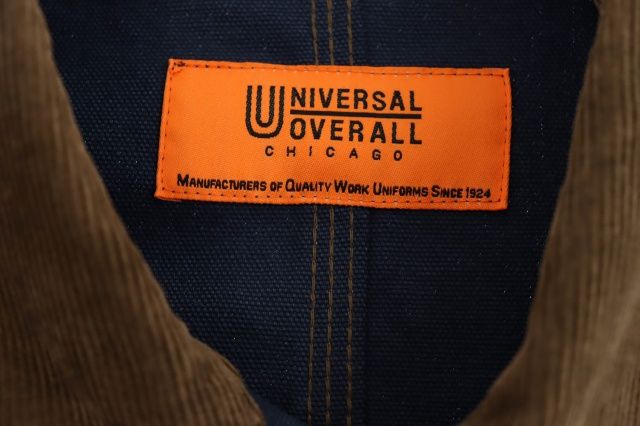 UNIVERSAL
OVERALL
CHICAGO
MANUFACTURERS OF QUALITY WORK UNIFORMS SINCE 1924